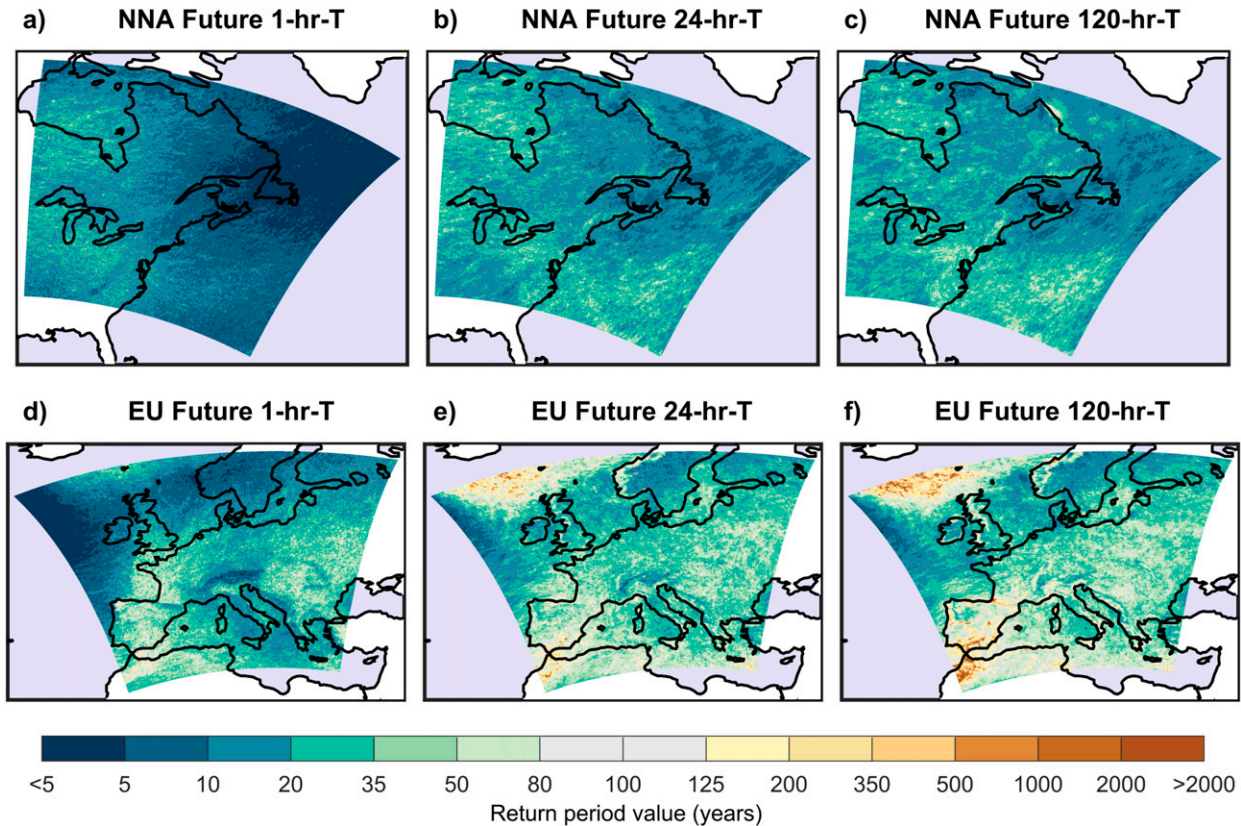 a) NNA Future 1-hr-T
b) NNA Future 24-hr-T
c) NNA Future 120-hr-T
d) EU Future 1-hr-T
e) EU Future 24-hr-T
f) EU Future 120-hr-T
<5 5 10 20 35 50 80 100 125 200 350 500 1000 2000 >2000
Return period value (years)